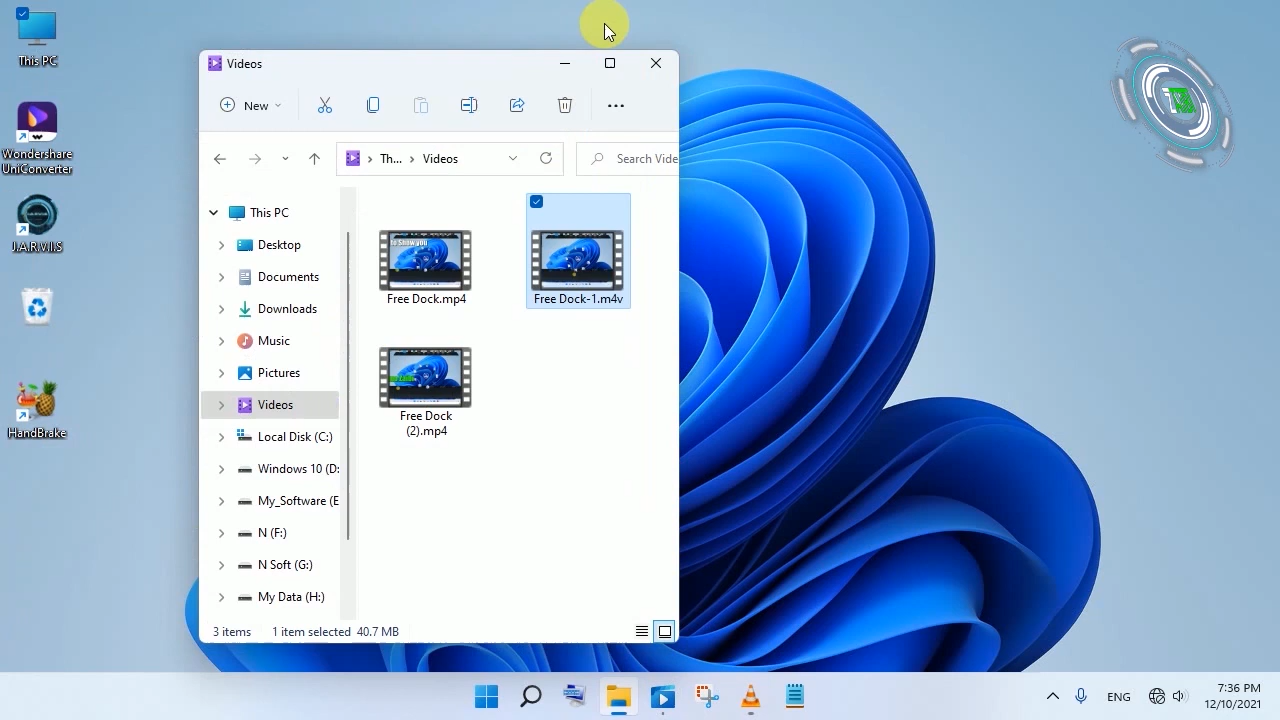 This PC
Wondershare
UniConverter
J.A.R.V.I.S
HandBrake
Videos
New
Th... > Videos
Search Vide
This PC
Desktop
Documents
Downloads
Music
Pictures
Videos
Local Disk (C:)
Windows 10 (D:
My_Software (E
N (F:)
N Soft (G:)
My Data (H:)
Free Dock.mp4
Free Dock-1.m4v
Free Dock
(2).mp4
3 items
1 item selected 40.7 MB
ENG
7:36 PM
12/10/2021